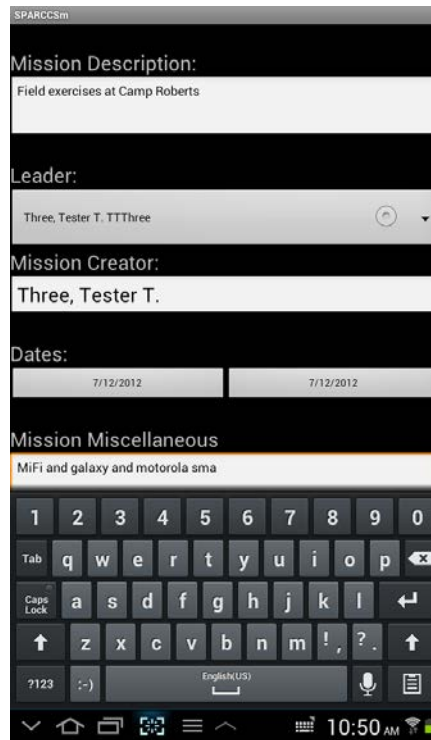 SPARCCSm
Mission Description:
Field exercises at Camp Roberts
Leader:
Three, Tester T. TTThree
Mission Creator:
Three, Tester T.
Dates:
7/12/2012 7/12/2012
Mission Miscellaneous
MiFi and galaxy and motorola sma
1 2 3 4 5 6 7 8 9 0
Tab q w e r t y u i o p
Caps Lock a s d f g h j k l
z x c v b n m ! , ? .
?123 :-) English(US)
10:50 AM